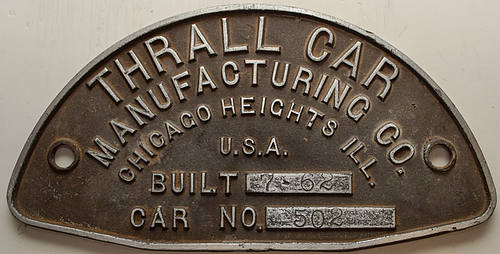 THRALL CAR
MANUFACTURING CO.
CHICAGO HEIGHTS ILL.
U.S.A.
BUILT 7-62
CAR NO. 502